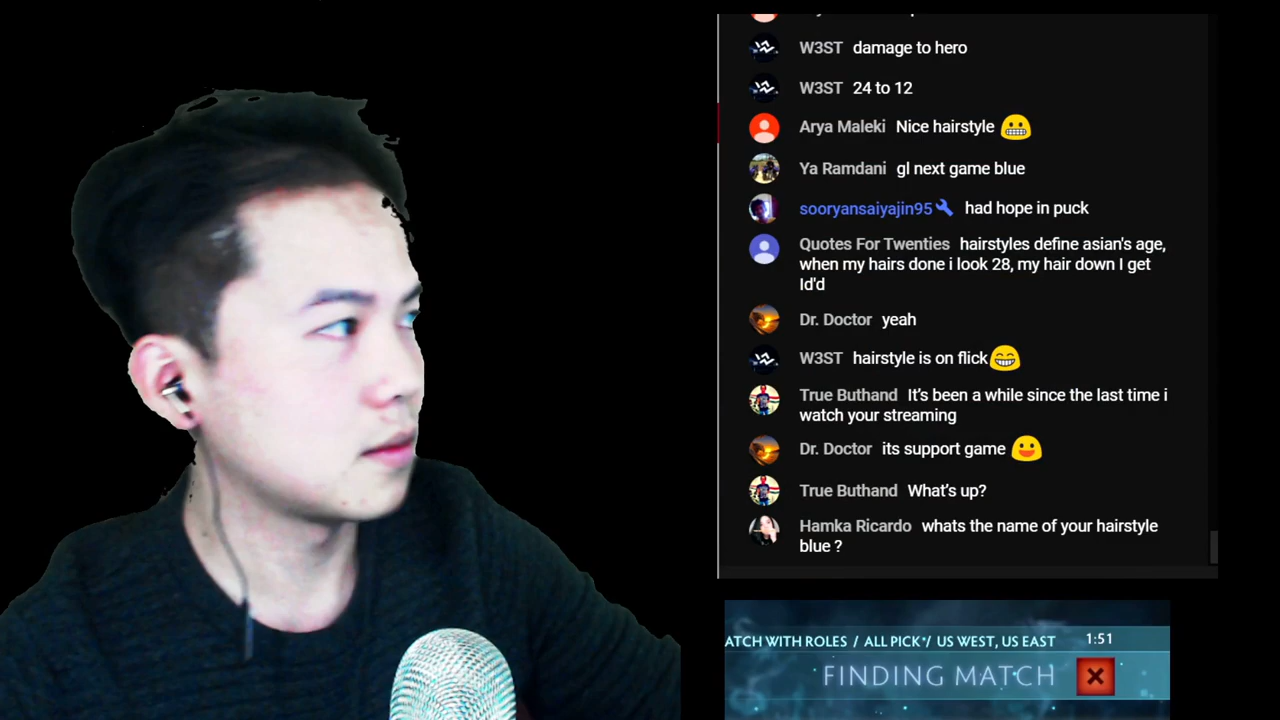 W3ST damage to hero
W3ST 24 to 12
Arya Maleki Nice hairstyle 😬
Ya Ramdani gl next game blue
sooryansaiyajin95 had hope in puck
Quotes For Twenties hairstyles define asian's age,
when my hairs done i look 28, my hair down I get
Id'd
Dr. Doctor yeah
W3ST hairstyle is on flick😁
True Buthand It's been a while since the last time i
watch your streaming
Dr. Doctor its support game 😃
True Buthand What's up?
Hamka Ricardo whats the name of your hairstyle
blue ?
ATCH WITH ROLES / ALL PICK*/ US WEST, US EAST 1:51
FINDING MATCH